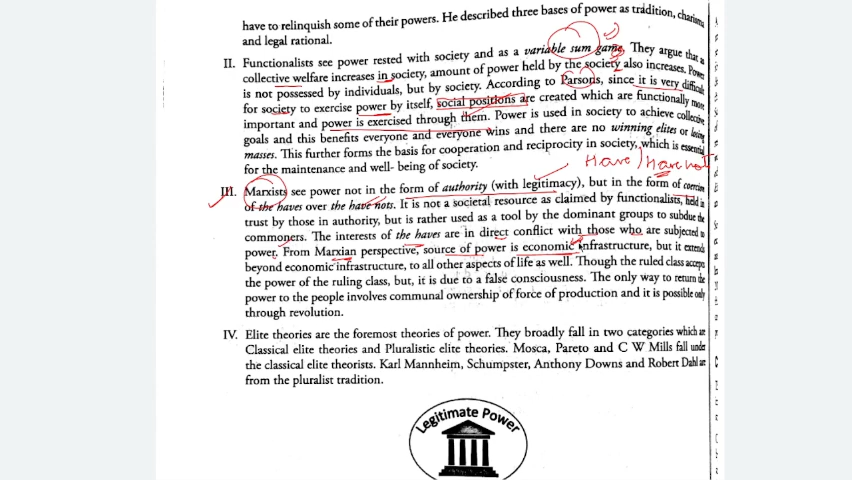 have to relinquish some of their powers. He described three bases of power as tradition, charisma
and legal rational.
II. Functionalists see power rested with society and as a variable sum game. They argue that a
collective welfare increases in society, amount of power held by the society also increases. Power
is not possessed by individuals, but by society. According to Parsons, since it is very difficult
for society to exercise power by itself, social positions are created which are functionally more
important and power is exercised through them. Power is used in society to achieve collective
goals and this benefits everyone and everyone wins and there are no winning elites or losing
masses. This further forms the basis for cooperation and reciprocity in society, which is essential
for the maintenance and well- being of society.
Have / Have not
III. Marxists see power not in the form of authority (with legitimacy), but in the form of coercion
of the haves over the have nots. It is not a societal resource as claimed by functionalists, held in
trust by those in authority, but is rather used as a tool by the dominant groups to subdue the
commoners. The interests of the haves are in direct conflict with those who are subjected to
power. From Marxian perspective, source of power is economic infrastructure, but it extends
beyond economic infrastructure, to all other aspects of life as well. Though the ruled class accepts
the power of the ruling class, but, it is due to a false consciousness. The only way to return the
power to the people involves communal ownership of force of production and it is possible only
through revolution.
IV. Elite theories are the foremost theories of power. They broadly fall in two categories which are
Classical elite theories and Pluralistic elite theories. Mosca, Pareto and C W Mills fall under
the classical elite theorists. Karl Mannheim, Schumpster, Anthony Downs and Robert Dahl are
from the pluralist tradition.
Legitimate Power